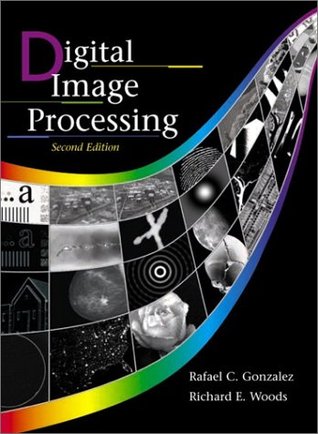 Digital
Image
Processing
Second Edition
...a
...a
Rafael C. Gonzalez
Richard E. Woods